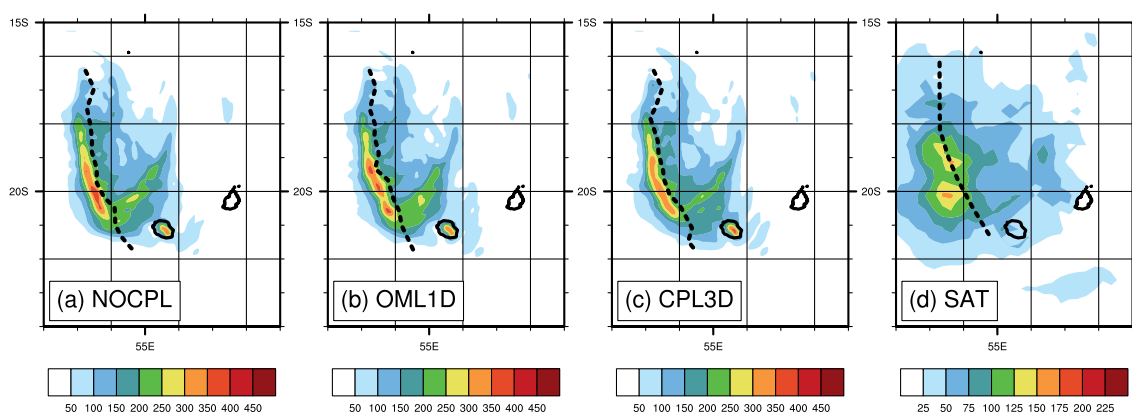 15S 15S 15S 15S
20S 20S 20S 20S
(a) NOCPL (b) OML1D (c) CPL3D (d) SAT
55E 55E 55E 55E
50 100 150 200 250 300 350 400 450 50 100 150 200 250 300 350 400 450 50 100 150 200 250 300 350 400 450 25 50 75 100 125 150 175 200 225